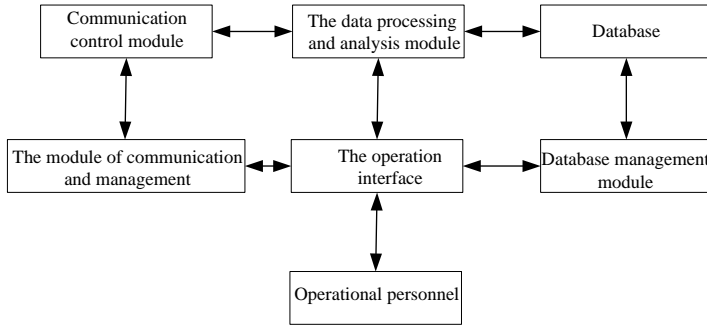 Communication
control module
The data processing
and analysis module
Database
The module of communication
and management
The operation
interface
Database management
module
Operational personnel